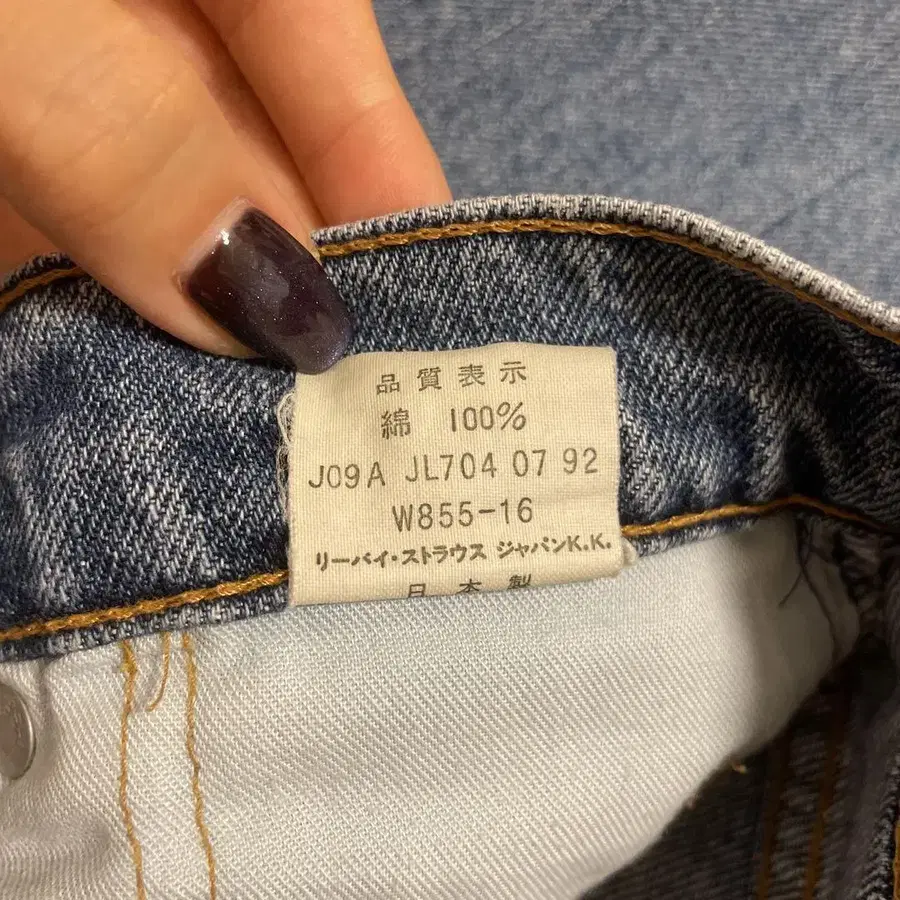 品質表示
綿 100%
J09A JL704 07 92
W855-16
リーバイ・ストラウス ジャパンK.K.
日本製